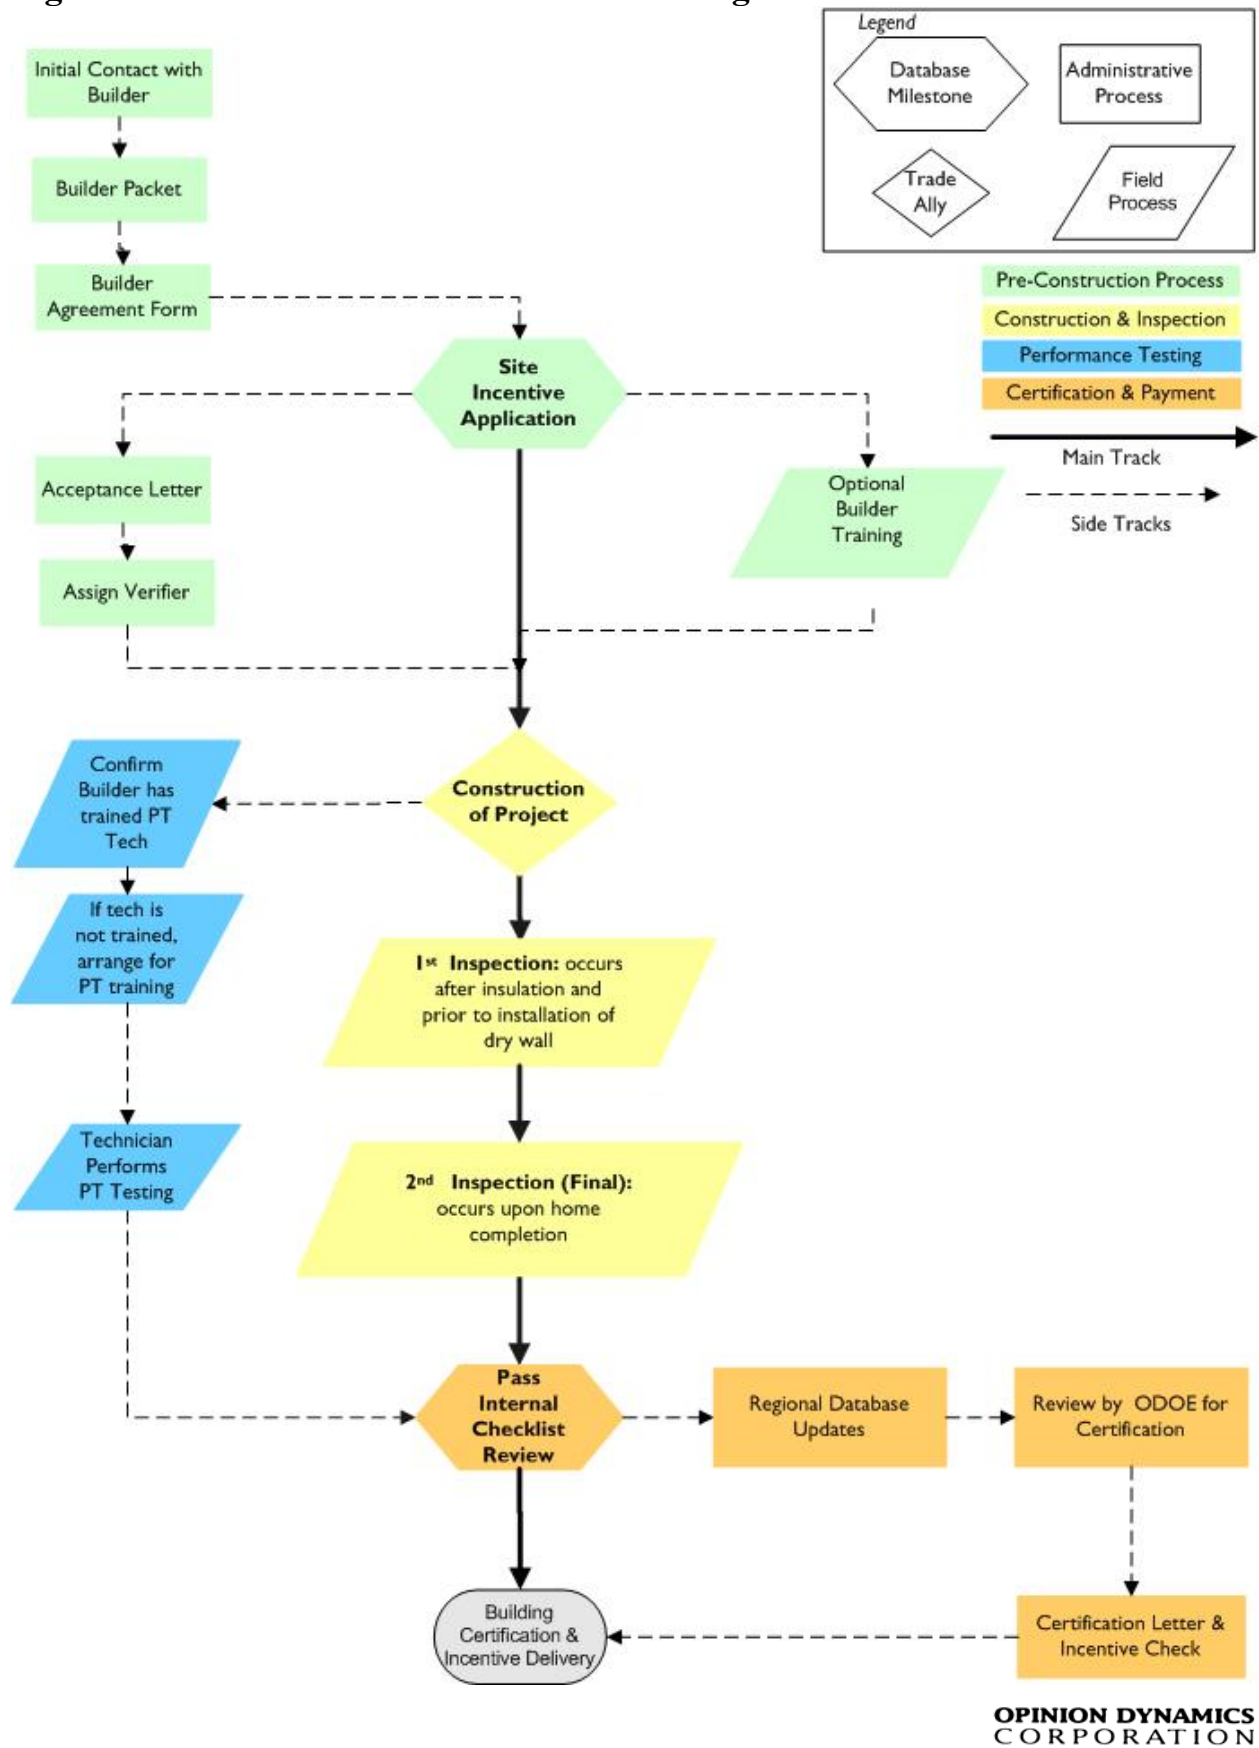 Initial Contact with
Builder
Builder Packet
Builder
Agreement Form
Legend
Database
Milestone
Administrative
Process
Trade
Ally
Field
Process
Pre-Construction Process
Construction & Inspection
Performance Testing
Certification & Payment
Main Track
Side Tracks
Site
Incentive
Application
Acceptance Letter
Assign Verifier
Optional
Builder
Training
Construction
of Project
Confirm
Builder has
trained PT
Tech
If tech is
not trained,
arrange for
PT training
Technician
Performs
PT Testing
1st Inspection: occurs
after insulation and
prior to installation of
dry wall
2nd Inspection (Final):
occurs upon home
completion
Pass
Internal
Checklist
Review
Regional Database
Updates
Review by ODOE for
Certification
Certification Letter &
Incentive Check
Building
Certification &
Incentive Delivery
OPINION DYNAMICS
CORPORATION